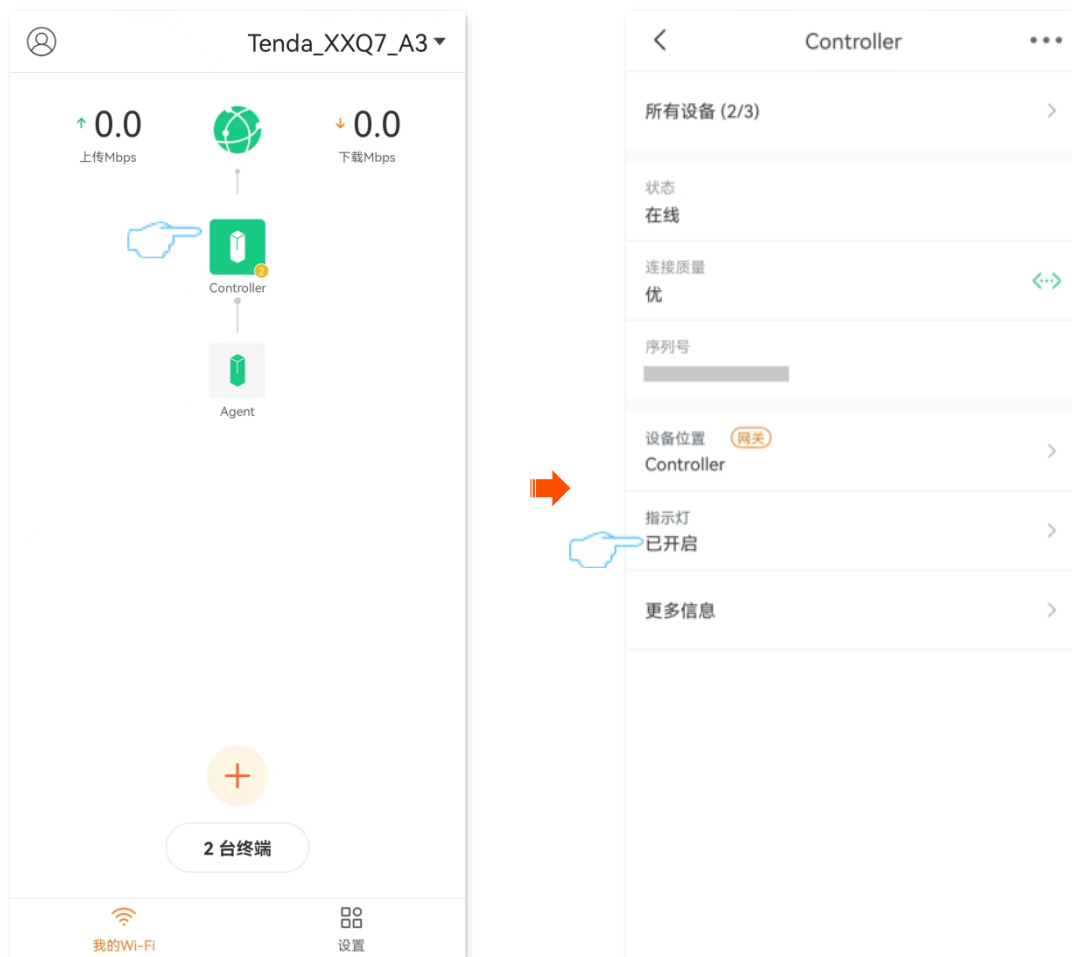 Tenda_XXQ7_A3
0.0
上传Mbps
0.0
下载Mbps
2
Controller
Agent
2 台终端
我的Wi-Fi
设置
Controller
所有设备 (2/3)
状态
在线
连接质量
优
序列号
设备位置 网关
Controller
指示灯
已开启
更多信息